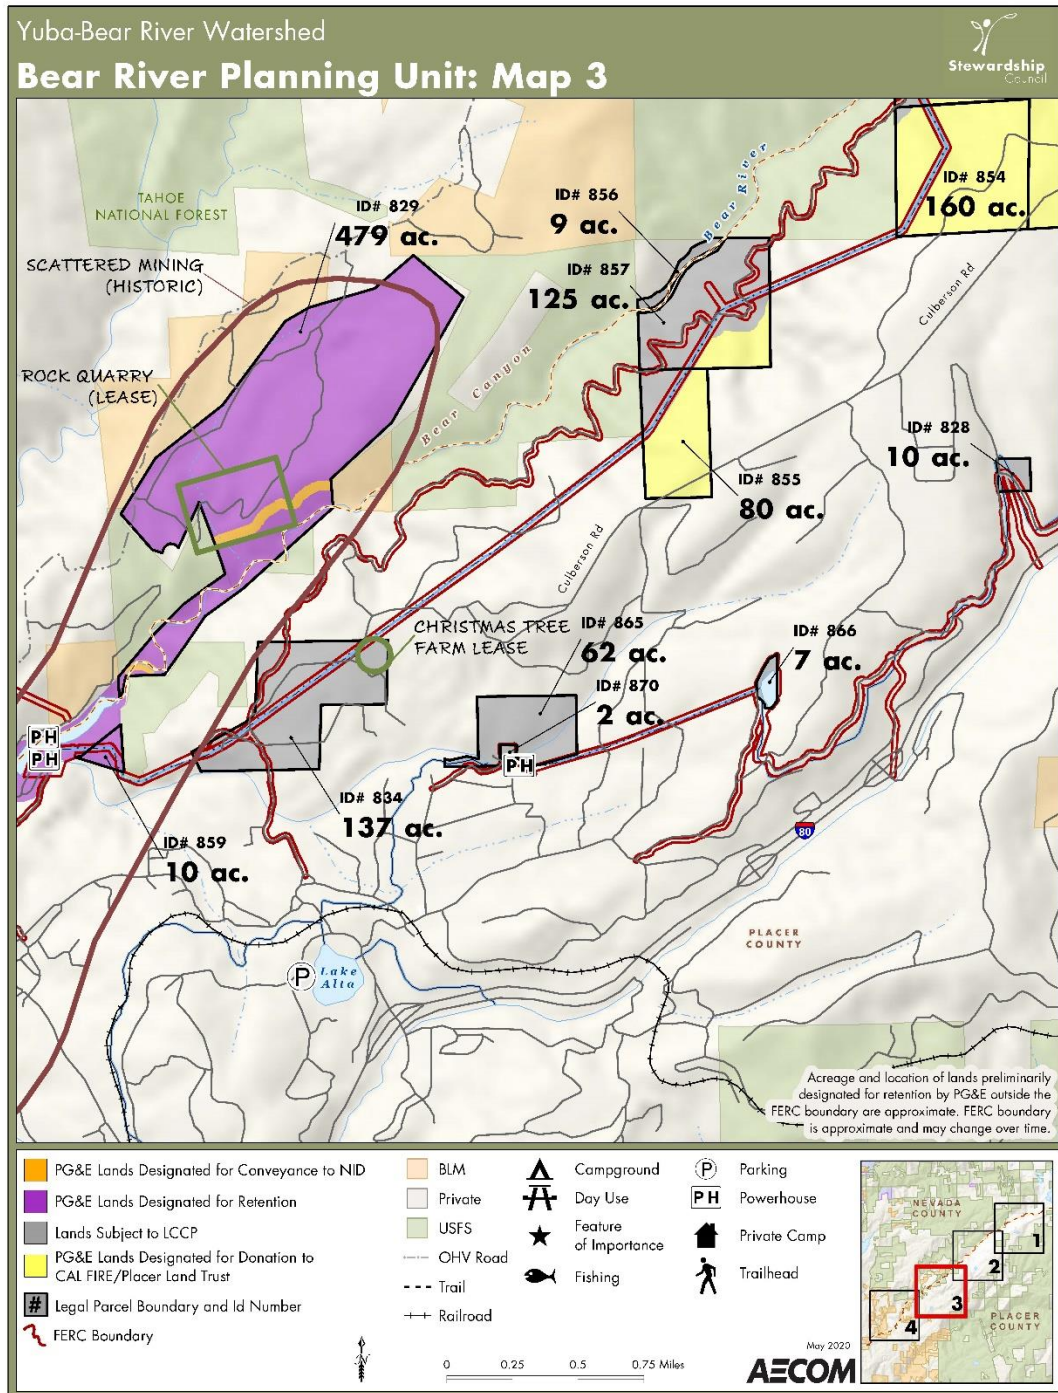 Yuba-Bear River Watershed
Bear River Planning Unit: Map 3
Stewardship
Council
TAHOE
NATIONAL FOREST
ID# 829
479 ac.
SCATTERED MINING
(HISTORIC)
ROCK QUARRY
(LEASE)
ID# 856
9 ac.
ID# 857
125 ac.
Bear River
ID# 854
160 ac.
Culberson Rd
Bear Canyon
ID# 828
10 ac.
ID# 855
80 ac.
Culberson Rd
CHRISTMAS TREE
FARM LEASE
ID# 865
62 ac.
ID# 866
7 ac.
ID# 870
2 ac.
PH
PH
PH
ID# 834
137 ac.
ID# 859
10 ac.
80
PLACER
COUNTY
P
Lake
Alta
Acreage and location of lands preliminarily
designated for retention by PG&E outside the
FERC boundary are approximate. FERC boundary
is approximate and may change over time.
PG&E Lands Designated for Conveyance to NID
PG&E Lands Designated for Retention
Lands Subject to LCCP
PG&E Lands Designated for Donation to
CAL FIRE/Placer Land Trust
# Legal Parcel Boundary and Id Number
FERC Boundary
BLM
Private
USFS
OHV Road
Trail
Railroad
Campground
Day Use
Feature
of Importance
Fishing
P Parking
PH Powerhouse
Private Camp
Trailhead
0 0.25 0.5 0.75 Miles
May 2020
AECOM
NEVADA
COUNTY
1
2
3
4
PLACER
COUNTY